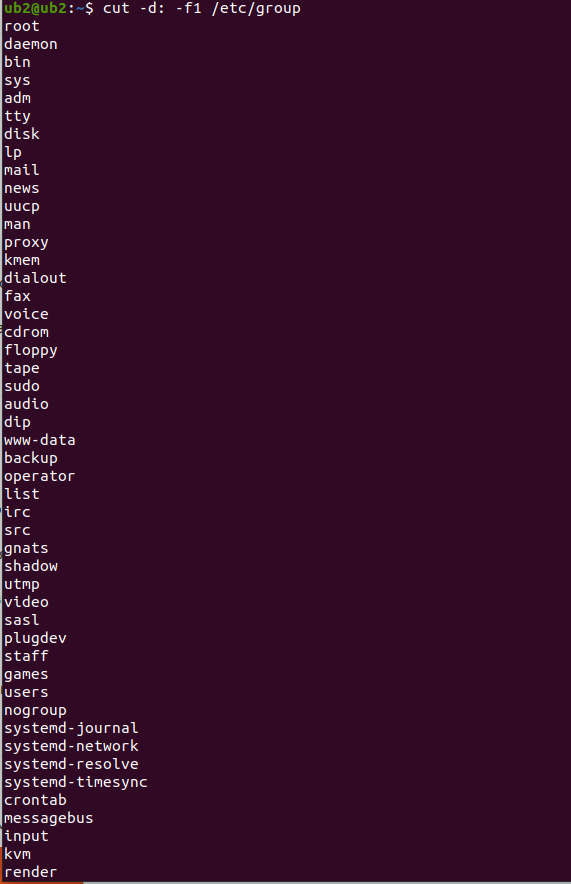 ub2@ub2:~$ cut -d: -f1 /etc/group
root
daemon
bin
sys
adm
tty
disk
lp
mail
news
uucp
man
proxy
kmem
dialout
fax
voice
cdrom
floppy
tape
sudo
audio
dip
www-data
backup
operator
list
irc
src
gnats
shadow
utmp
video
sasl
plugdev
staff
games
users
nogroup
systemd-journal
systemd-network
systemd-resolve
systemd-timesync
crontab
messagebus
input
kvm
render